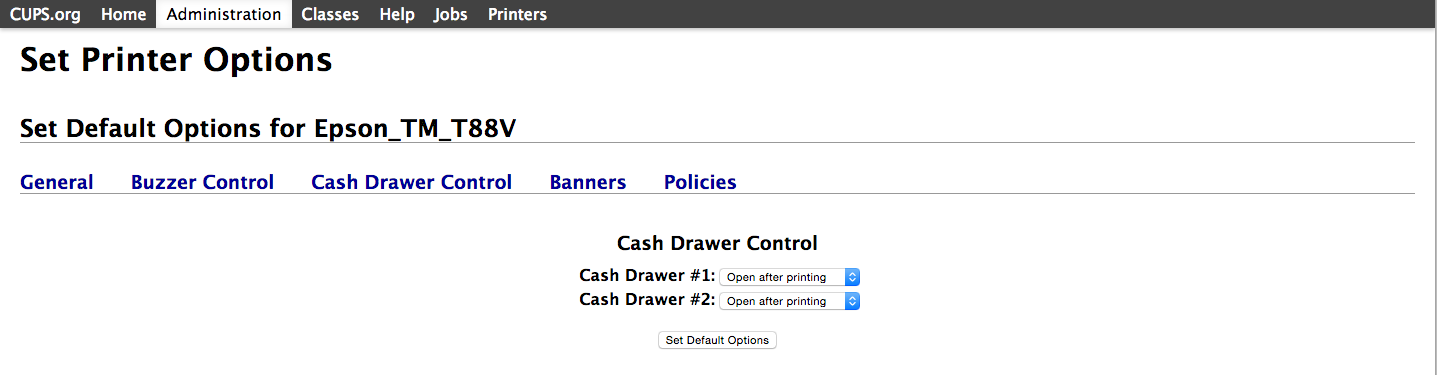 CUPS.org Home Administration Classes Help Jobs Printers
Set Printer Options
Set Default Options for Epson_TM_T88V
General Buzzer Control Cash Drawer Control Banners Policies
Cash Drawer Control
Cash Drawer #1: Open after printing
Cash Drawer #2: Open after printing
Set Default Options